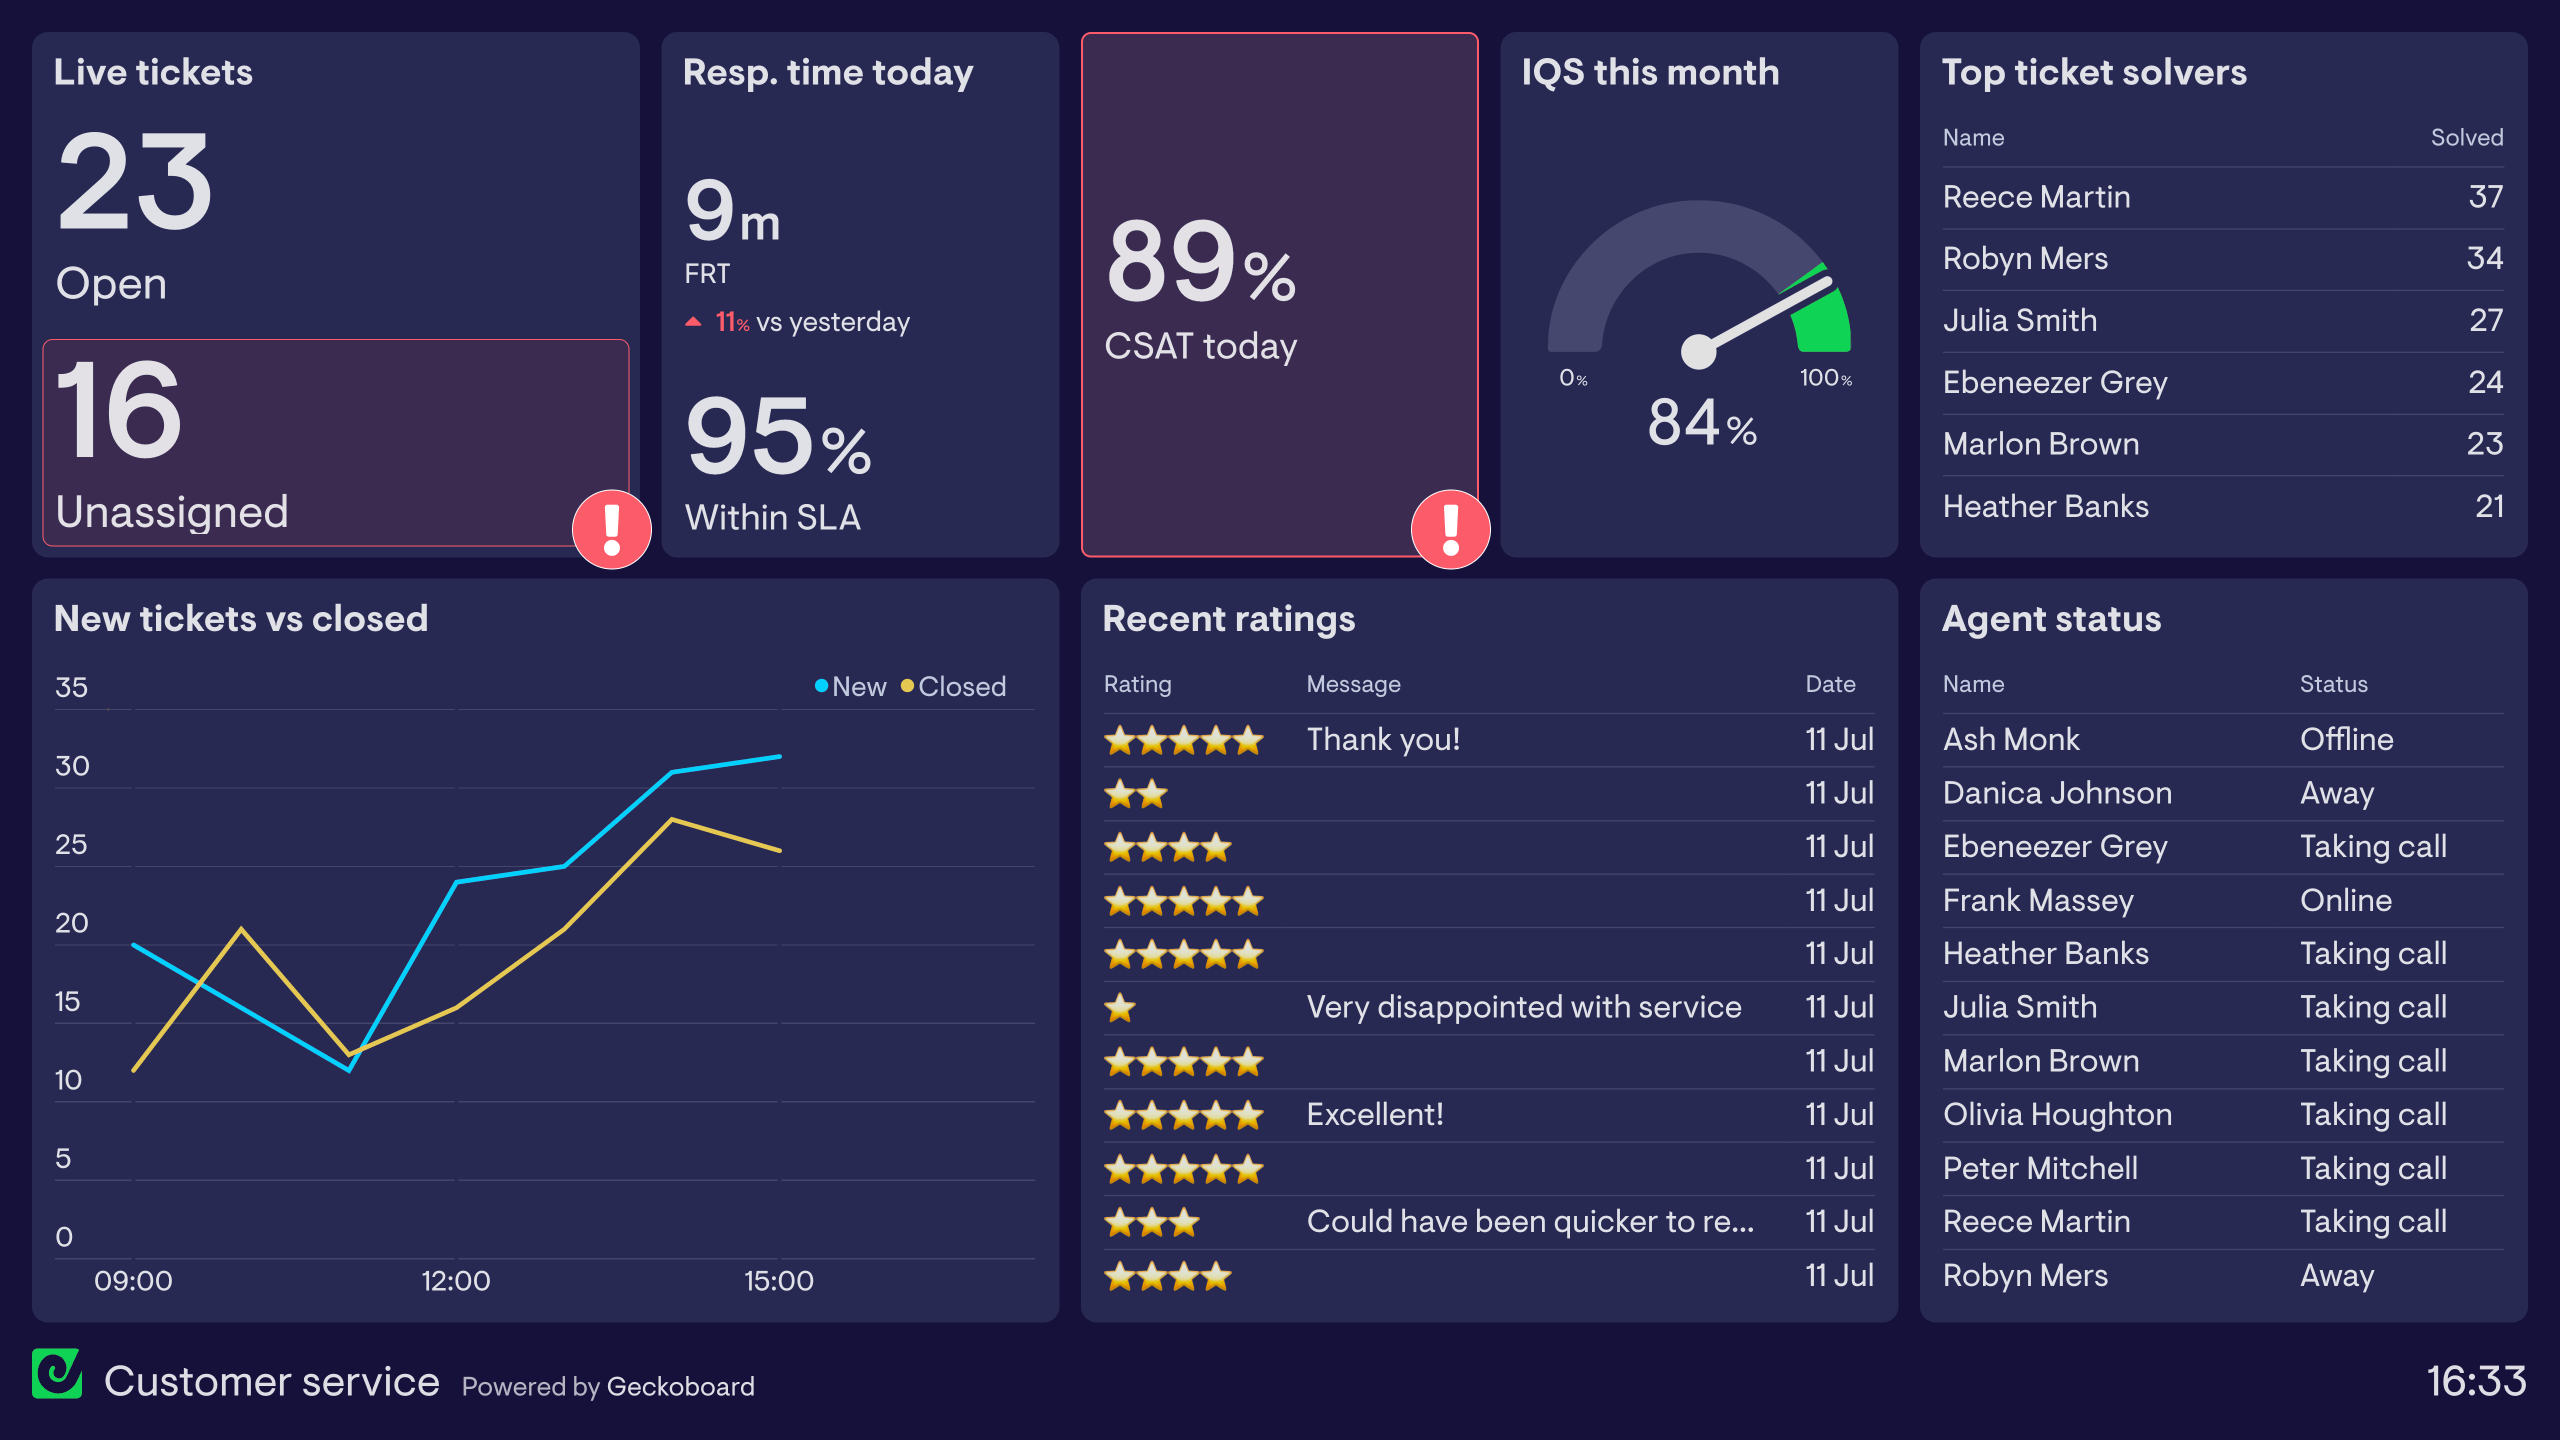 Live tickets
23
Open
16
Unassigned
Resp. time today
9m
FRT
11% vs yesterday
95%
Within SLA
89%
CSAT today
IQS this month
0%
100%
84%
Top ticket solvers
Name Solved
Reece Martin 37
Robyn Mers 34
Julia Smith 27
Ebeneezer Grey 24
Marlon Brown 23
Heather Banks 21
New tickets vs closed
New Closed
35
30
25
20
15
10
5
0
09:00 12:00 15:00
Recent ratings
Rating Message Date
Thank you! 11 Jul
11 Jul
11 Jul
11 Jul
11 Jul
Very disappointed with service 11 Jul
11 Jul
Excellent! 11 Jul
11 Jul
Could have been quicker to re... 11 Jul
11 Jul
Agent status
Name Status
Ash Monk Offline
Danica Johnson Away
Ebeneezer Grey Taking call
Frank Massey Online
Heather Banks Taking call
Julia Smith Taking call
Marlon Brown Taking call
Olivia Houghton Taking call
Peter Mitchell Taking call
Reece Martin Taking call
Robyn Mers Away
Customer service Powered by Geckoboard
16:33